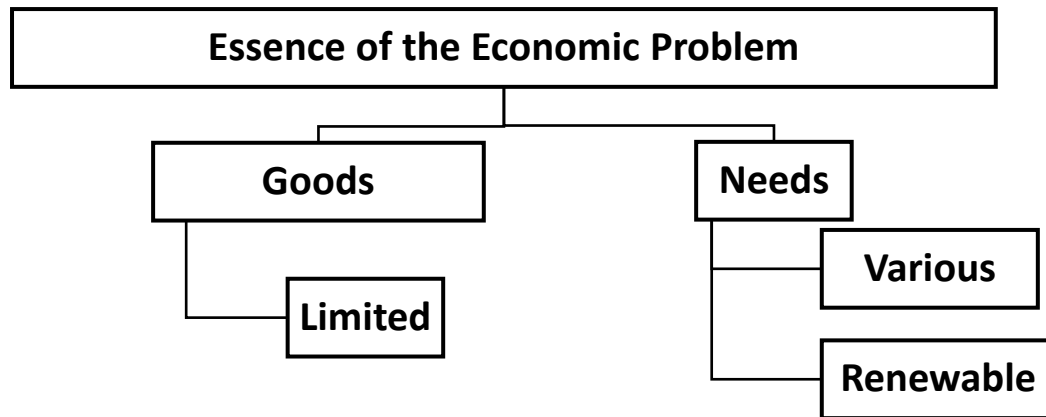 Essence of the Economic Problem
Goods
Needs
Various
Limited
Renewable